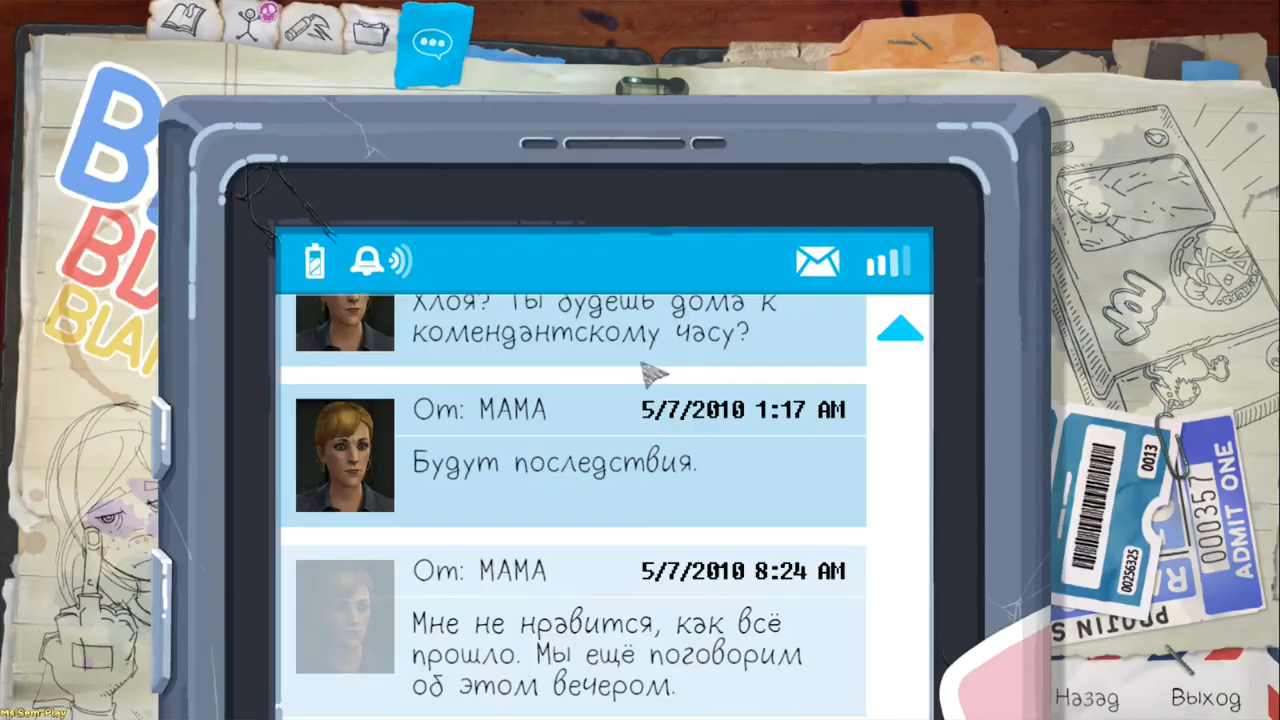 Хлоя? Ты будешь дома к
комендантскому часу?
От: МАМА 5/7/2010 1:17 AM
Будут последствия.
От: МАМА 5/7/2010 8:24 AM
Мне не нравится, как всё
прошло. Мы ещё поговорим
об этом вечером.
0013
00256325
000357
ADMIT ONE
Назад
Выход